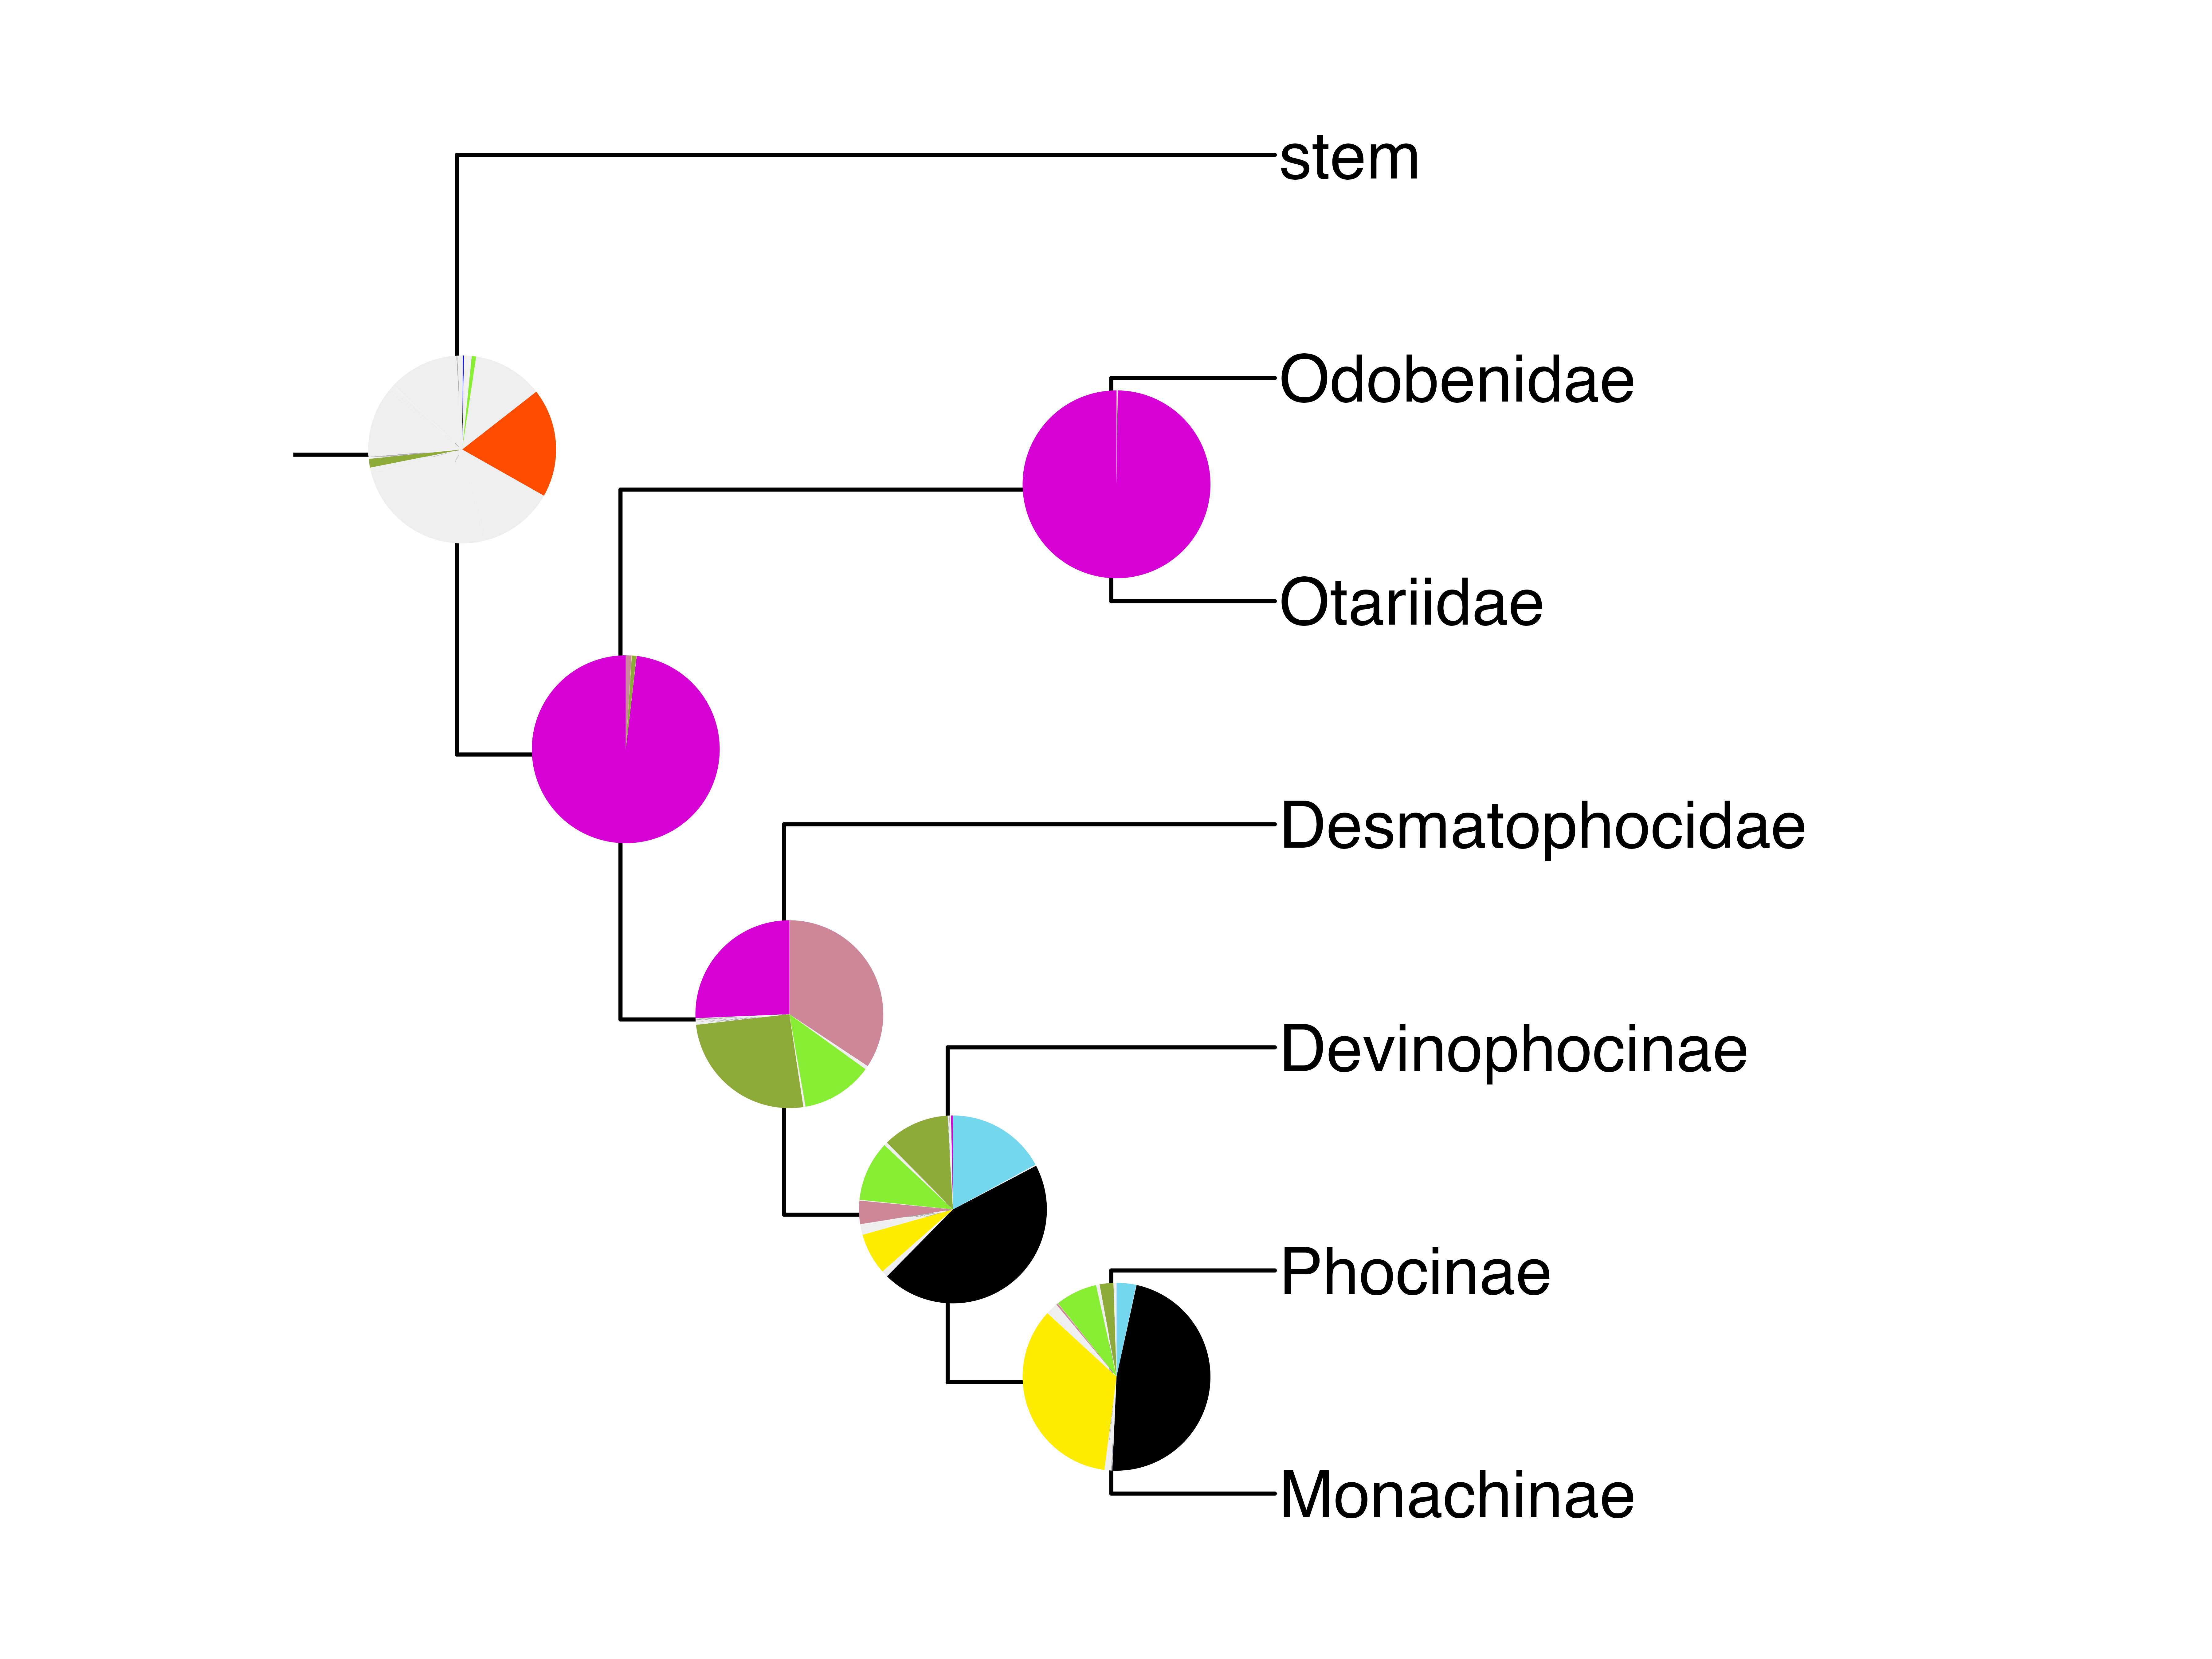 stem
Odobenidae
Otariidae
Desmatophocidae
Devinophocinae
Phocinae
Monachinae